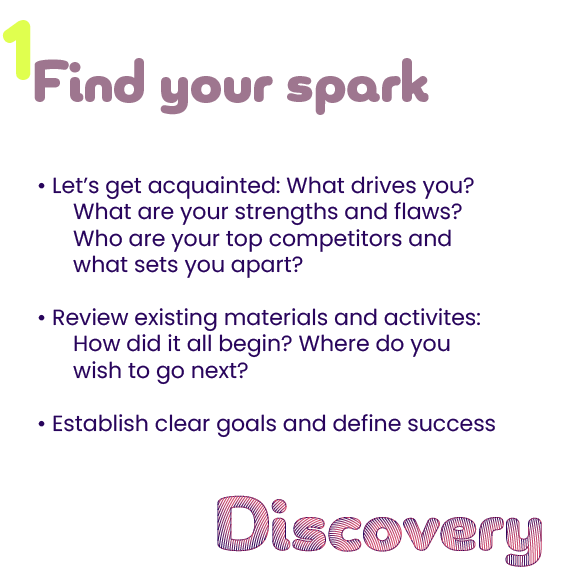 1
Find your spark
• Let’s get acquainted: What drives you?
What are your strengths and flaws?
Who are your top competitors and
what sets you apart?
• Review existing materials and activites:
How did it all begin? Where do you
wish to go next?
• Establish clear goals and define success
Discovery